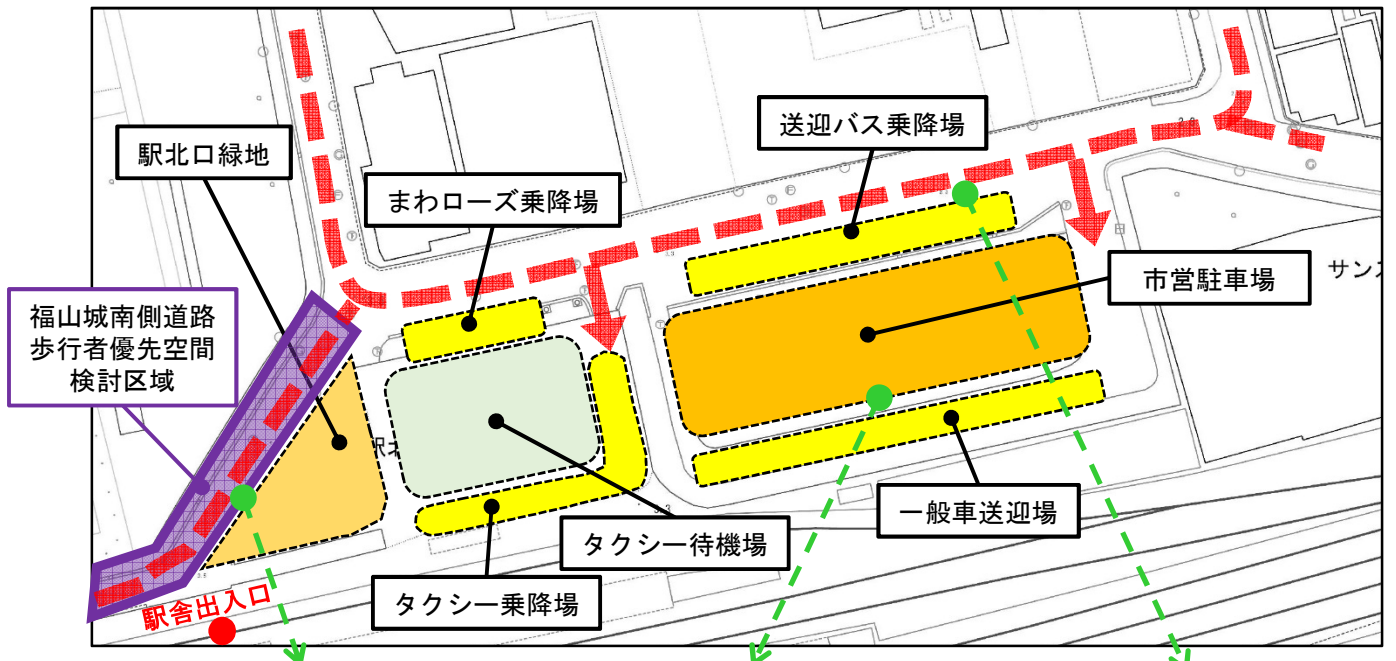 送迎バス乗降場
駅北口緑地
まわローズ乗降場
市営駐車場
サンス
福山城南側道路
歩行者優先空間
検討区域
駅北
一般車送迎場
タクシー待機場
タクシー乗降場
駅舎出入口